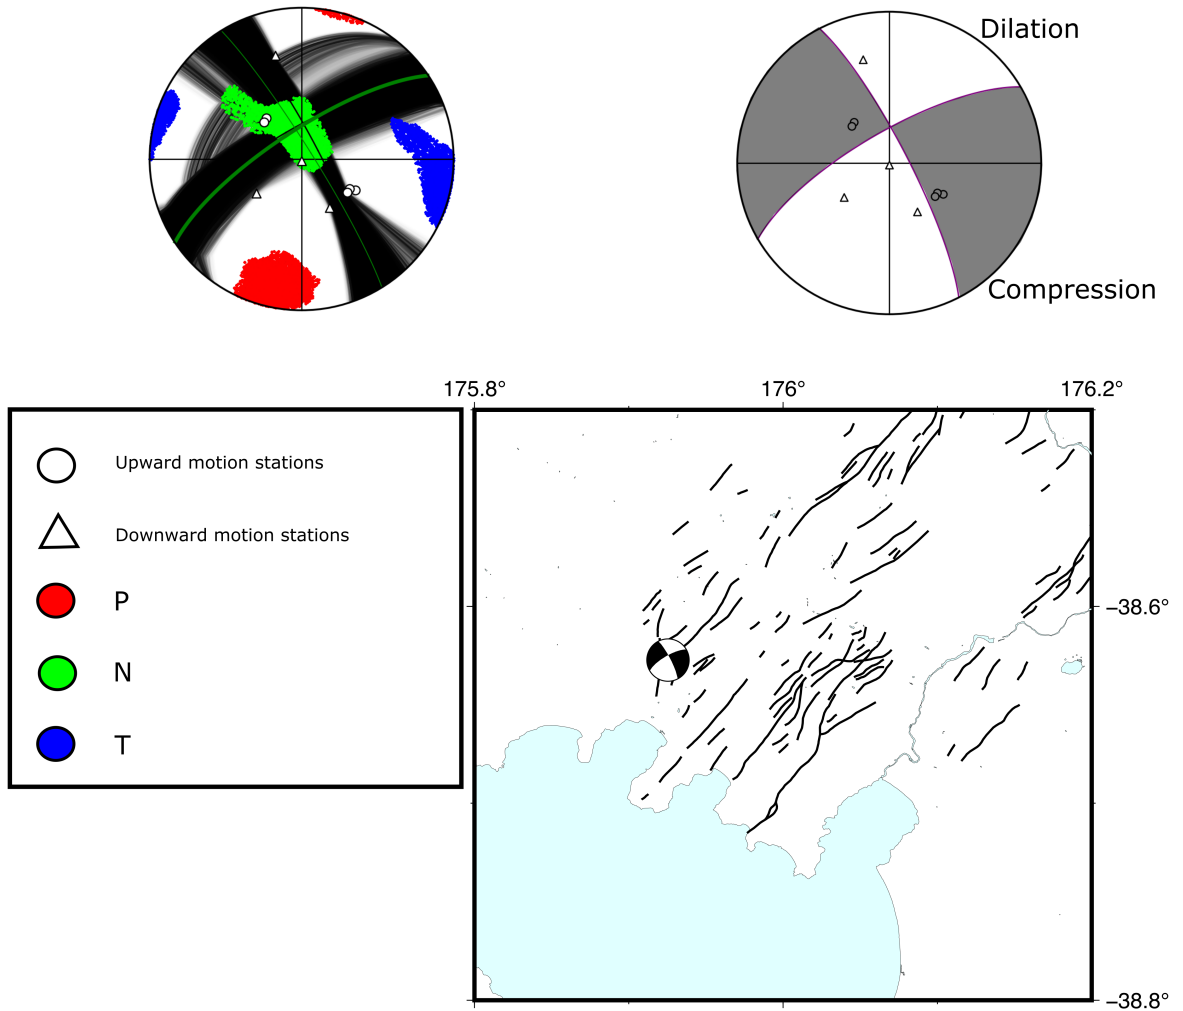 Dilation
Compression
175.8° 176° 176.2°
Upward motion stations
Downward motion stations
P
N
T
−38.6°
−38.8°